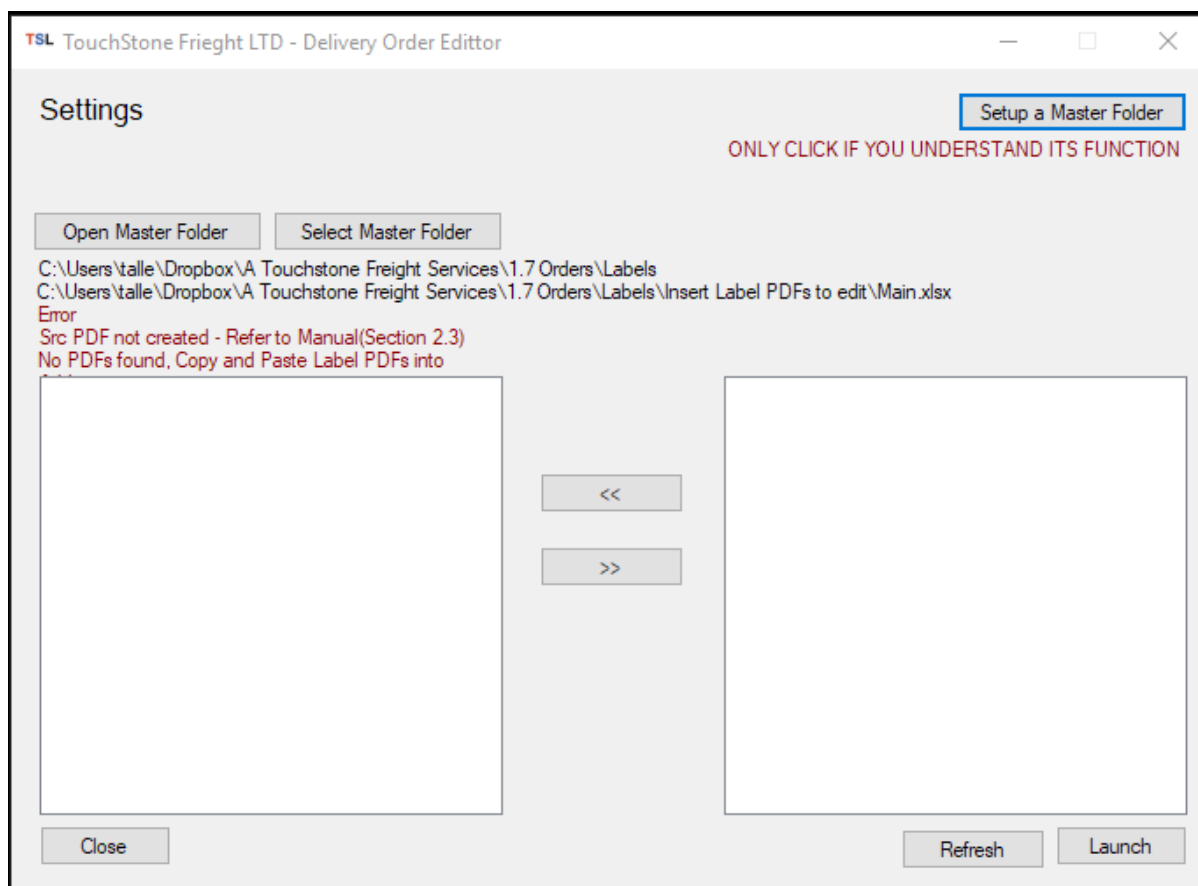 TSL TouchStone Frieght LTD - Delivery Order Edittor
Settings
Setup a Master Folder
ONLY CLICK IF YOU UNDERSTAND ITS FUNCTION
Open Master Folder
Select Master Folder
C:\Users\talle\Dropbox\A Touchstone Freight Services\1.7 Orders\Labels
C:\Users\talle\Dropbox\A Touchstone Freight Services\1.7 Orders\Labels\Insert Label PDFs to edit\Main.xlsx
Error
Src PDF not created - Refer to Manual(Section 2.3)
No PDFs found, Copy and Paste Label PDFs into
<<
>>
Close
Refresh
Launch